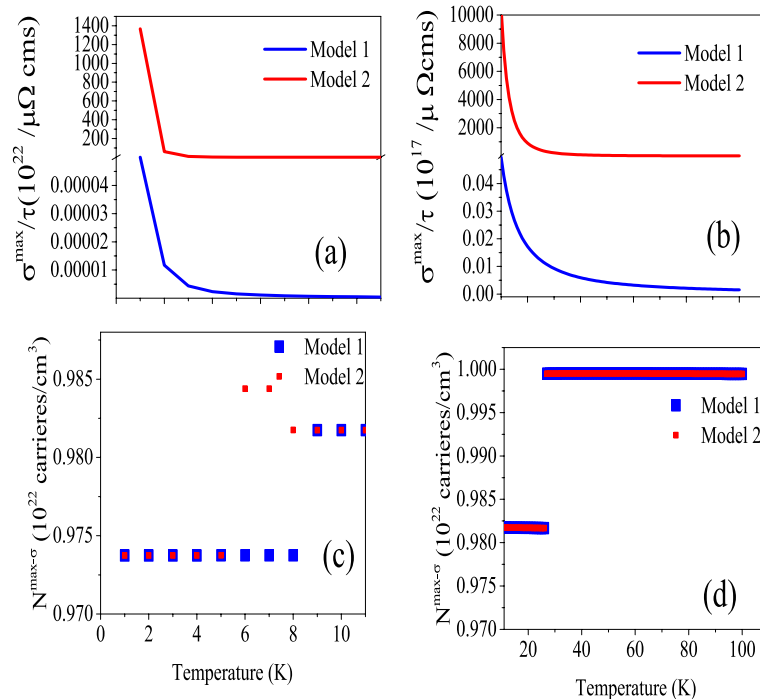 1400
1200
1000
800
600
400
200
0.00004
0.00003
0.00002
0.00001
σ^max/τ(10^22 /μΩ cms)
Model 1
Model 2
(a)
10000
8000
6000
4000
2000
0
0.04
0.03
0.02
0.01
0.00
σ^max/τ (10^17/μ Ωcms)
Model 1
Model 2
(b)
0.985
0.980
0.975
0.970
N^max-σ (10^22 carrieres/cm^3)
Model 1
Model 2
(c)
0 2 4 6 8 10
Temperature (K)
1.000
0.995
0.990
0.985
0.980
0.975
0.970
N^max-σ (10^22 carrieres/cm^3)
Model 1
Model 2
(d)
20 40 60 80 100
Temperature (K)